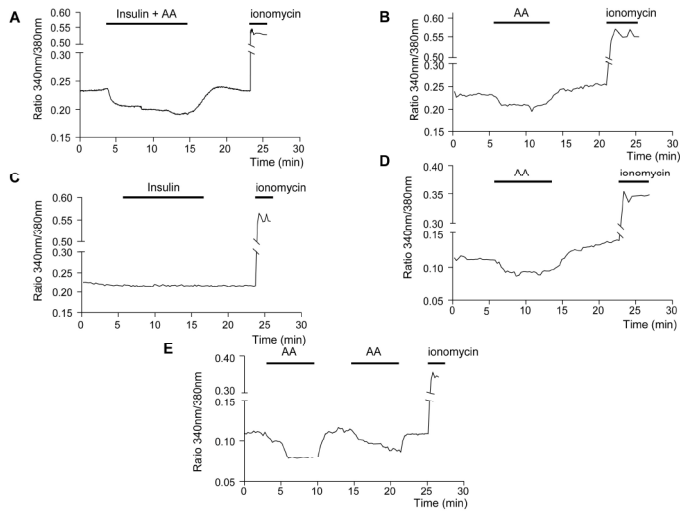 A
Insulin + AA
ionomycin
Ratio 340nm/380nm
0.60
0.55
0.50
0.30
0.25
0.20
0.15
0 5 10 15 20 25 30
Time (min)
B
AA
ionomycin
Ratio 340nm/380nm
0.60
0.55
0.50
0.30
0.25
0.20
0.15
0 5 10 15 20 25 30
Time (min)
C
Insulin
ionomycin
Ratio 340nm/380nm
0.60
0.55
0.50
0.30
0.25
0.20
0.15
0 5 10 15 20 25 30
Time (min)
D
ionomycin
Ratio 340nm/380nm
0.40
0.35
0.30
0.15
0.10
0.05
0 5 10 15 20 25 30
Time (min)
E
AA AA ionomycin
Raiio 340nm/380nm
0.40
0.30
0.15
0.10
0.05
0 5 10 15 20 25 30
Time (min)